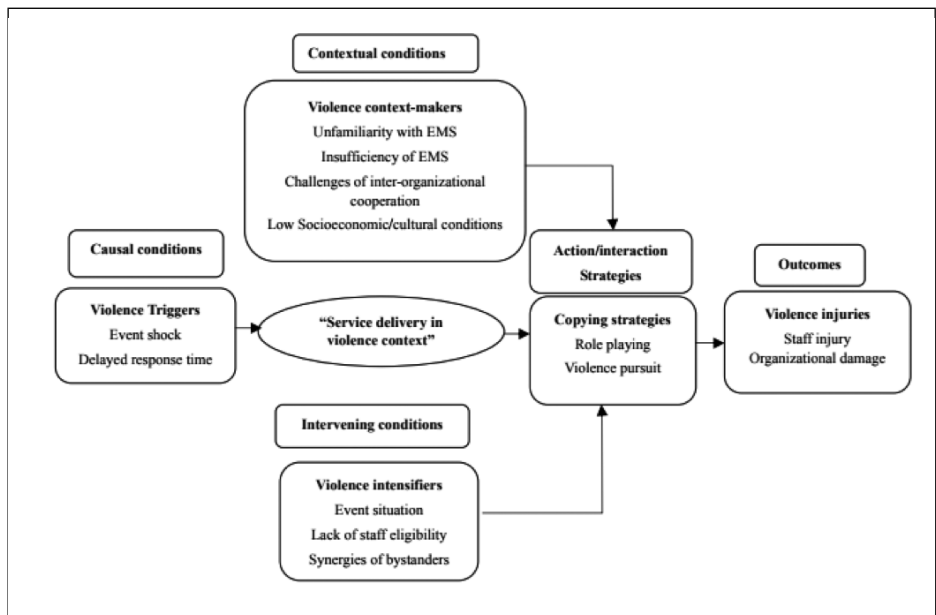 Contextual conditions
Violence context-makers
Unfamiliarity with EMS
Insufficiency of EMS
Challenges of inter-organizational
cooperation
Low Socioeconomic/cultural conditions
Causal conditions
Violence Triggers
Event shock
Delayed response time
“Service delivery in
violence context”
Action/interaction
Strategies
Copying strategies
Role playing
Violence pursuit
Outcomes
Violence injuries
Staff injury
Organizational damage
Intervening conditions
Violence intensifiers
Event situation
Lack of staff eligibility
Synergies of bystanders